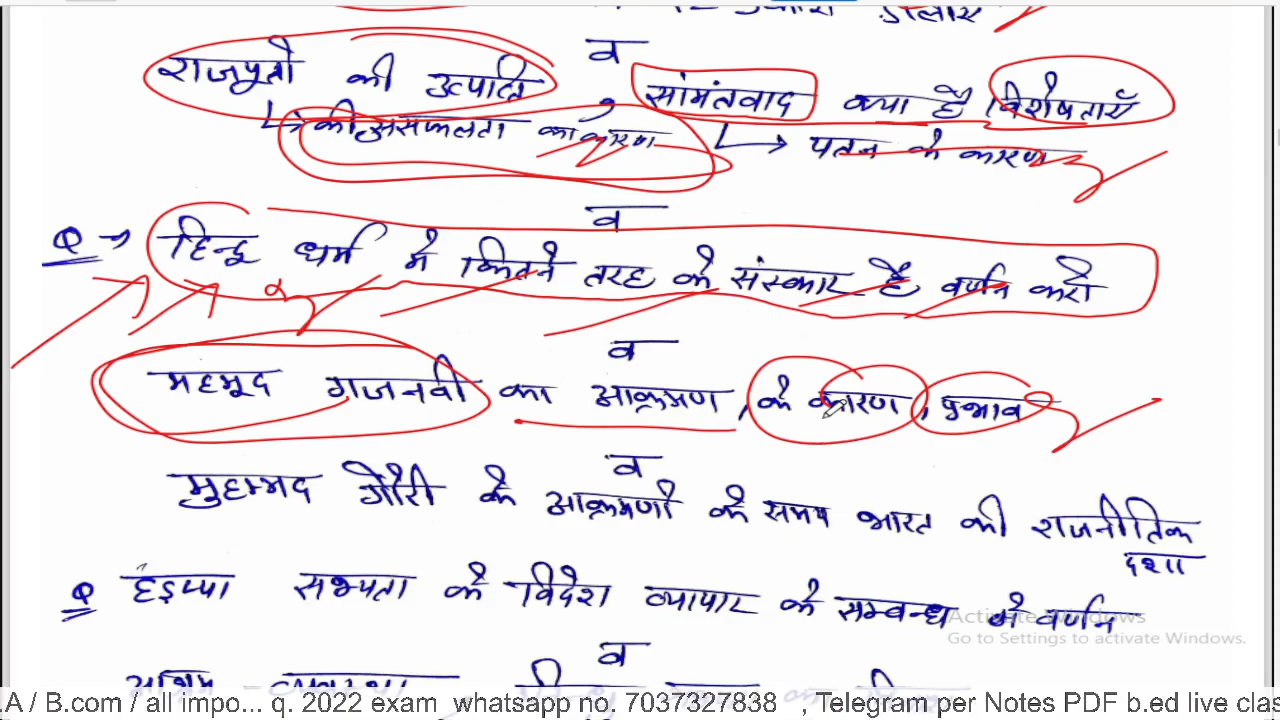 व
राजपूतो की उत्पति , सांमंतवाद क्या है विशेषतायें
की असफलता का कारण → पतन के कारण
व
Q → हिन्दू धर्म मे कितने तरह के संस्कार है वर्णन करो
व
महमूद गजनवी का आक्रमण , के कारण , प्रभाव
व
मुहम्मद गौरी के आक्रमणो के समय भारत की राजनीतिक
दशा
Q हड़प्पा सभ्यता के विदेश व्यापार के सम्बन्ध मे वर्णन
व
Activate Windows
Go to Settings to activate Windows.
.A / B.com / all impo... q. 2022 exam whatsapp no, 7037327838 , Telegram per Notes PDF b.ed live clas